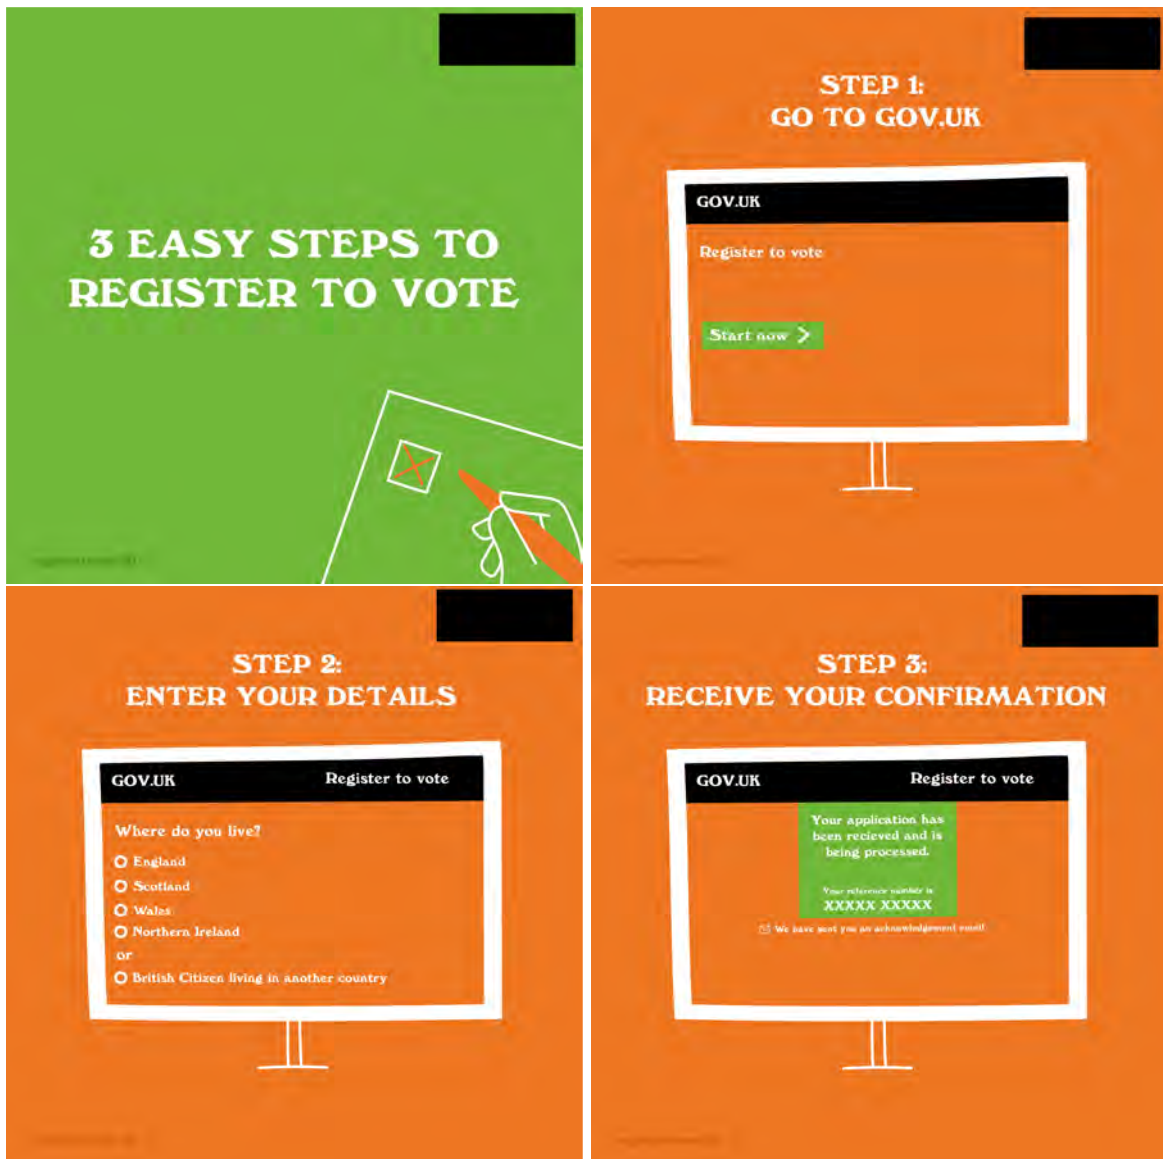 3 EASY STEPS TO
REGISTER TO VOTE
STEP 1:
GO TO GOV.UK
GOV.UK
Register to vote
Start now
STEP 2:
ENTER YOUR DETAILS
GOV.UK Register to vote
Where do you live?
England
Scotland
Wales
Northern Ireland
or
British Citizen living in another country
STEP 3:
RECEIVE YOUR CONFIRMATION
GOV.UK Register to vote
Your application has
been recieved and is
being processed.
Your reference number is
XXXXX XXXXX
We have sent you an acknowledgement email